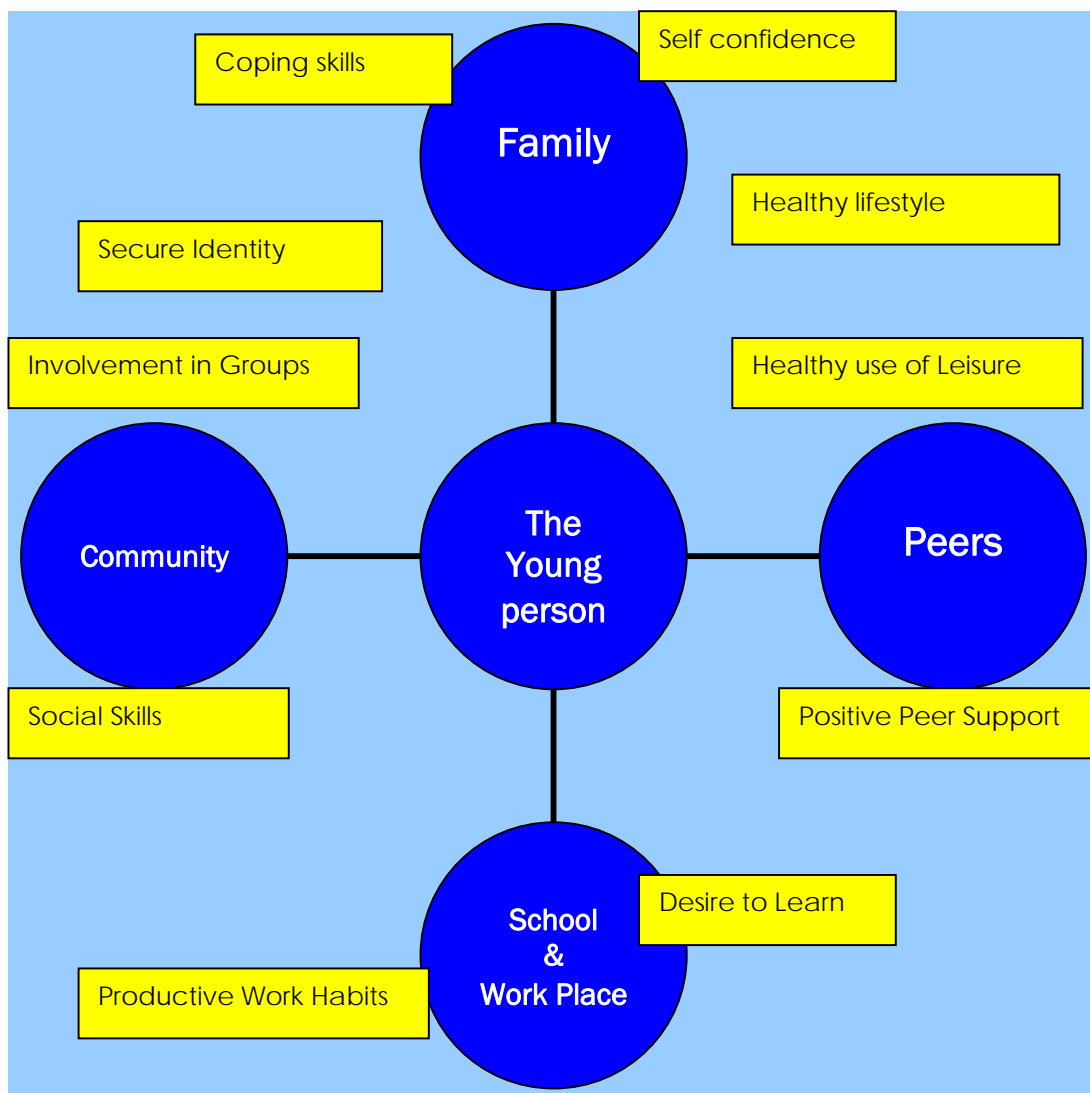 Self confidence
Coping skills
Family
Healthy lifestyle
Secure Identity
Involvement in Groups
Healthy use of Leisure
The
Young
person
Community
Peers
Social Skills
Positive Peer Support
Desire to Learn
School
&
Work Place
Productive Work Habits